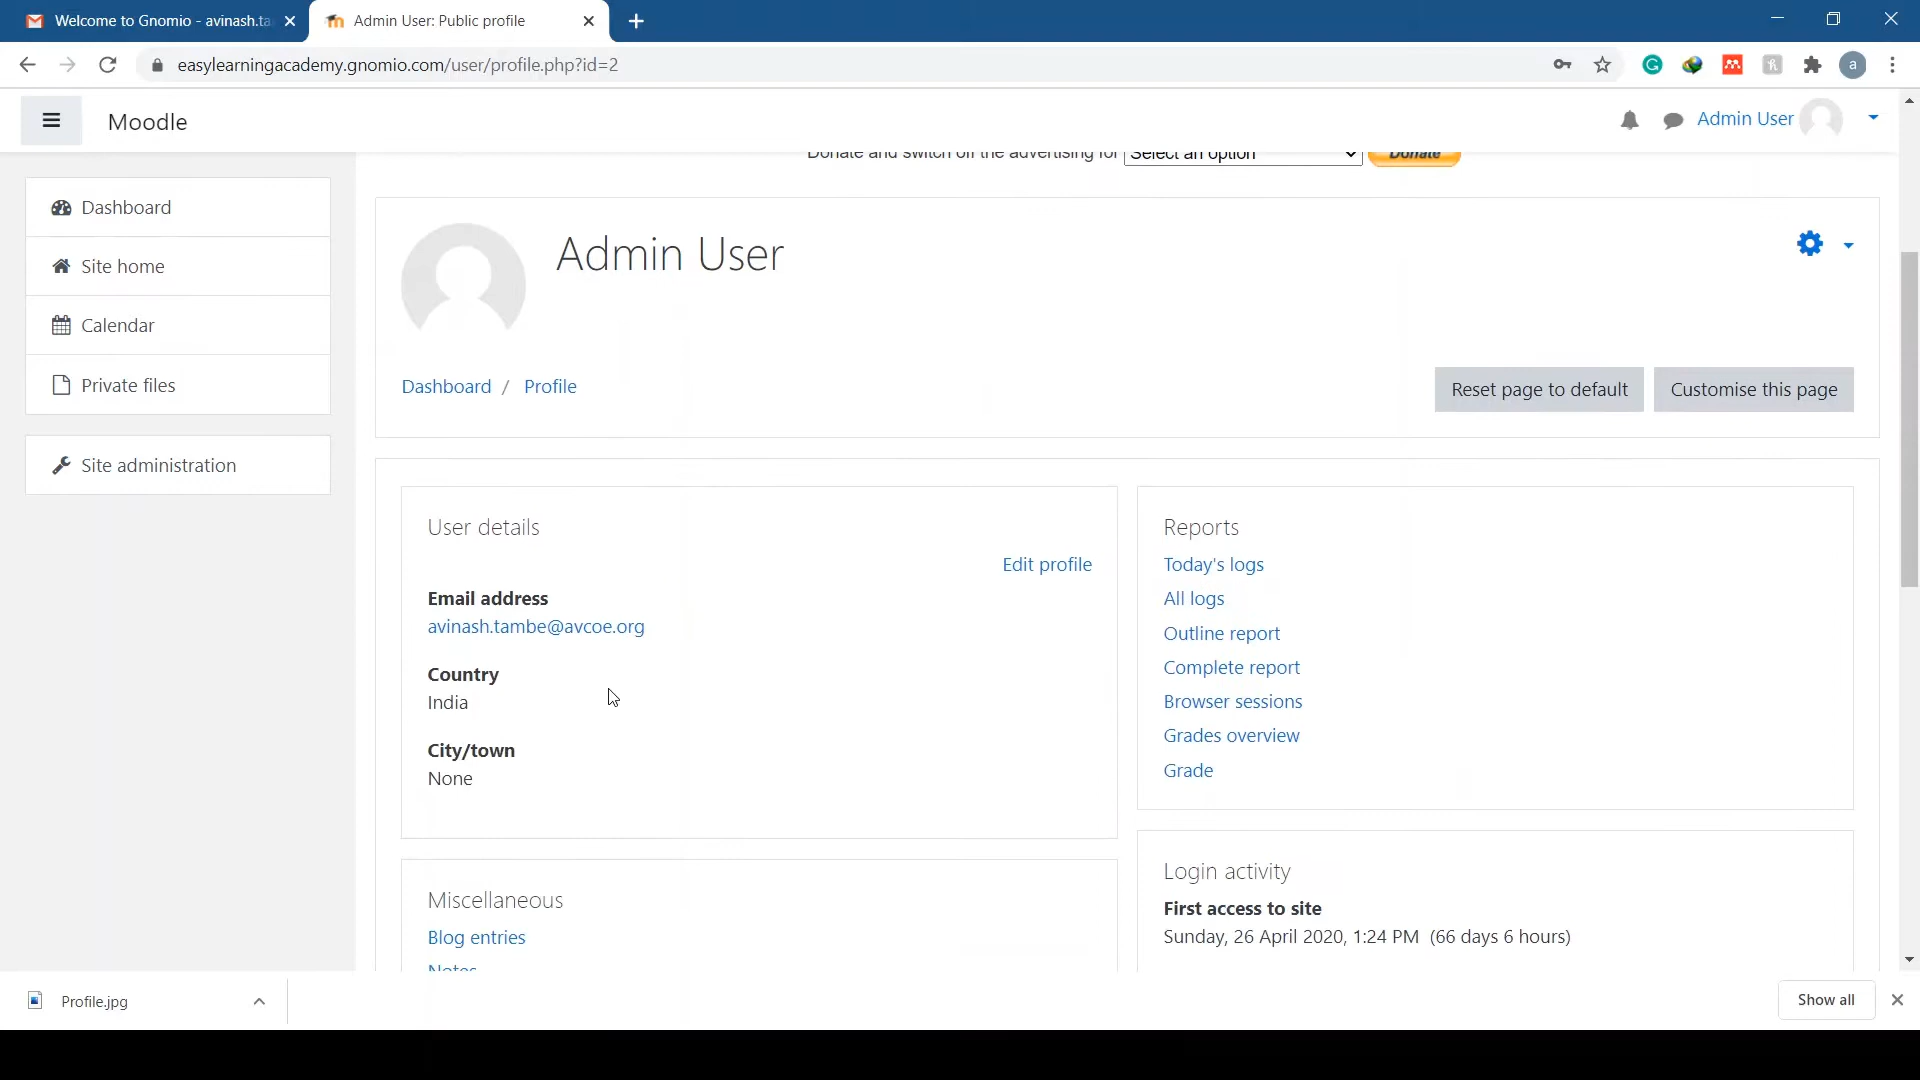 Welcome to Gnomio - avinash.ta
Admin User: Public profile
easylearningacademy.gnomio.com/user/profile.php?id=2
a
Moodle
Admin User
Donate and switch off the advertising for
Select an option
Donate
Dashboard
Site home
Calendar
Private files
Site administration
Admin User
Dashboard / Profile
Reset page to default
Customise this page
User details
Edit profile
Email address
avinash.tambe@avcoe.org
Country
India
City/town
None
Miscellaneous
Blog entries
Notes
Reports
Today's logs
All logs
Outline report
Complete report
Browser sessions
Grades overview
Grade
Login activity
First access to site
Sunday, 26 April 2020, 1:24 PM (66 days 6 hours)
Profile.jpg
Show all